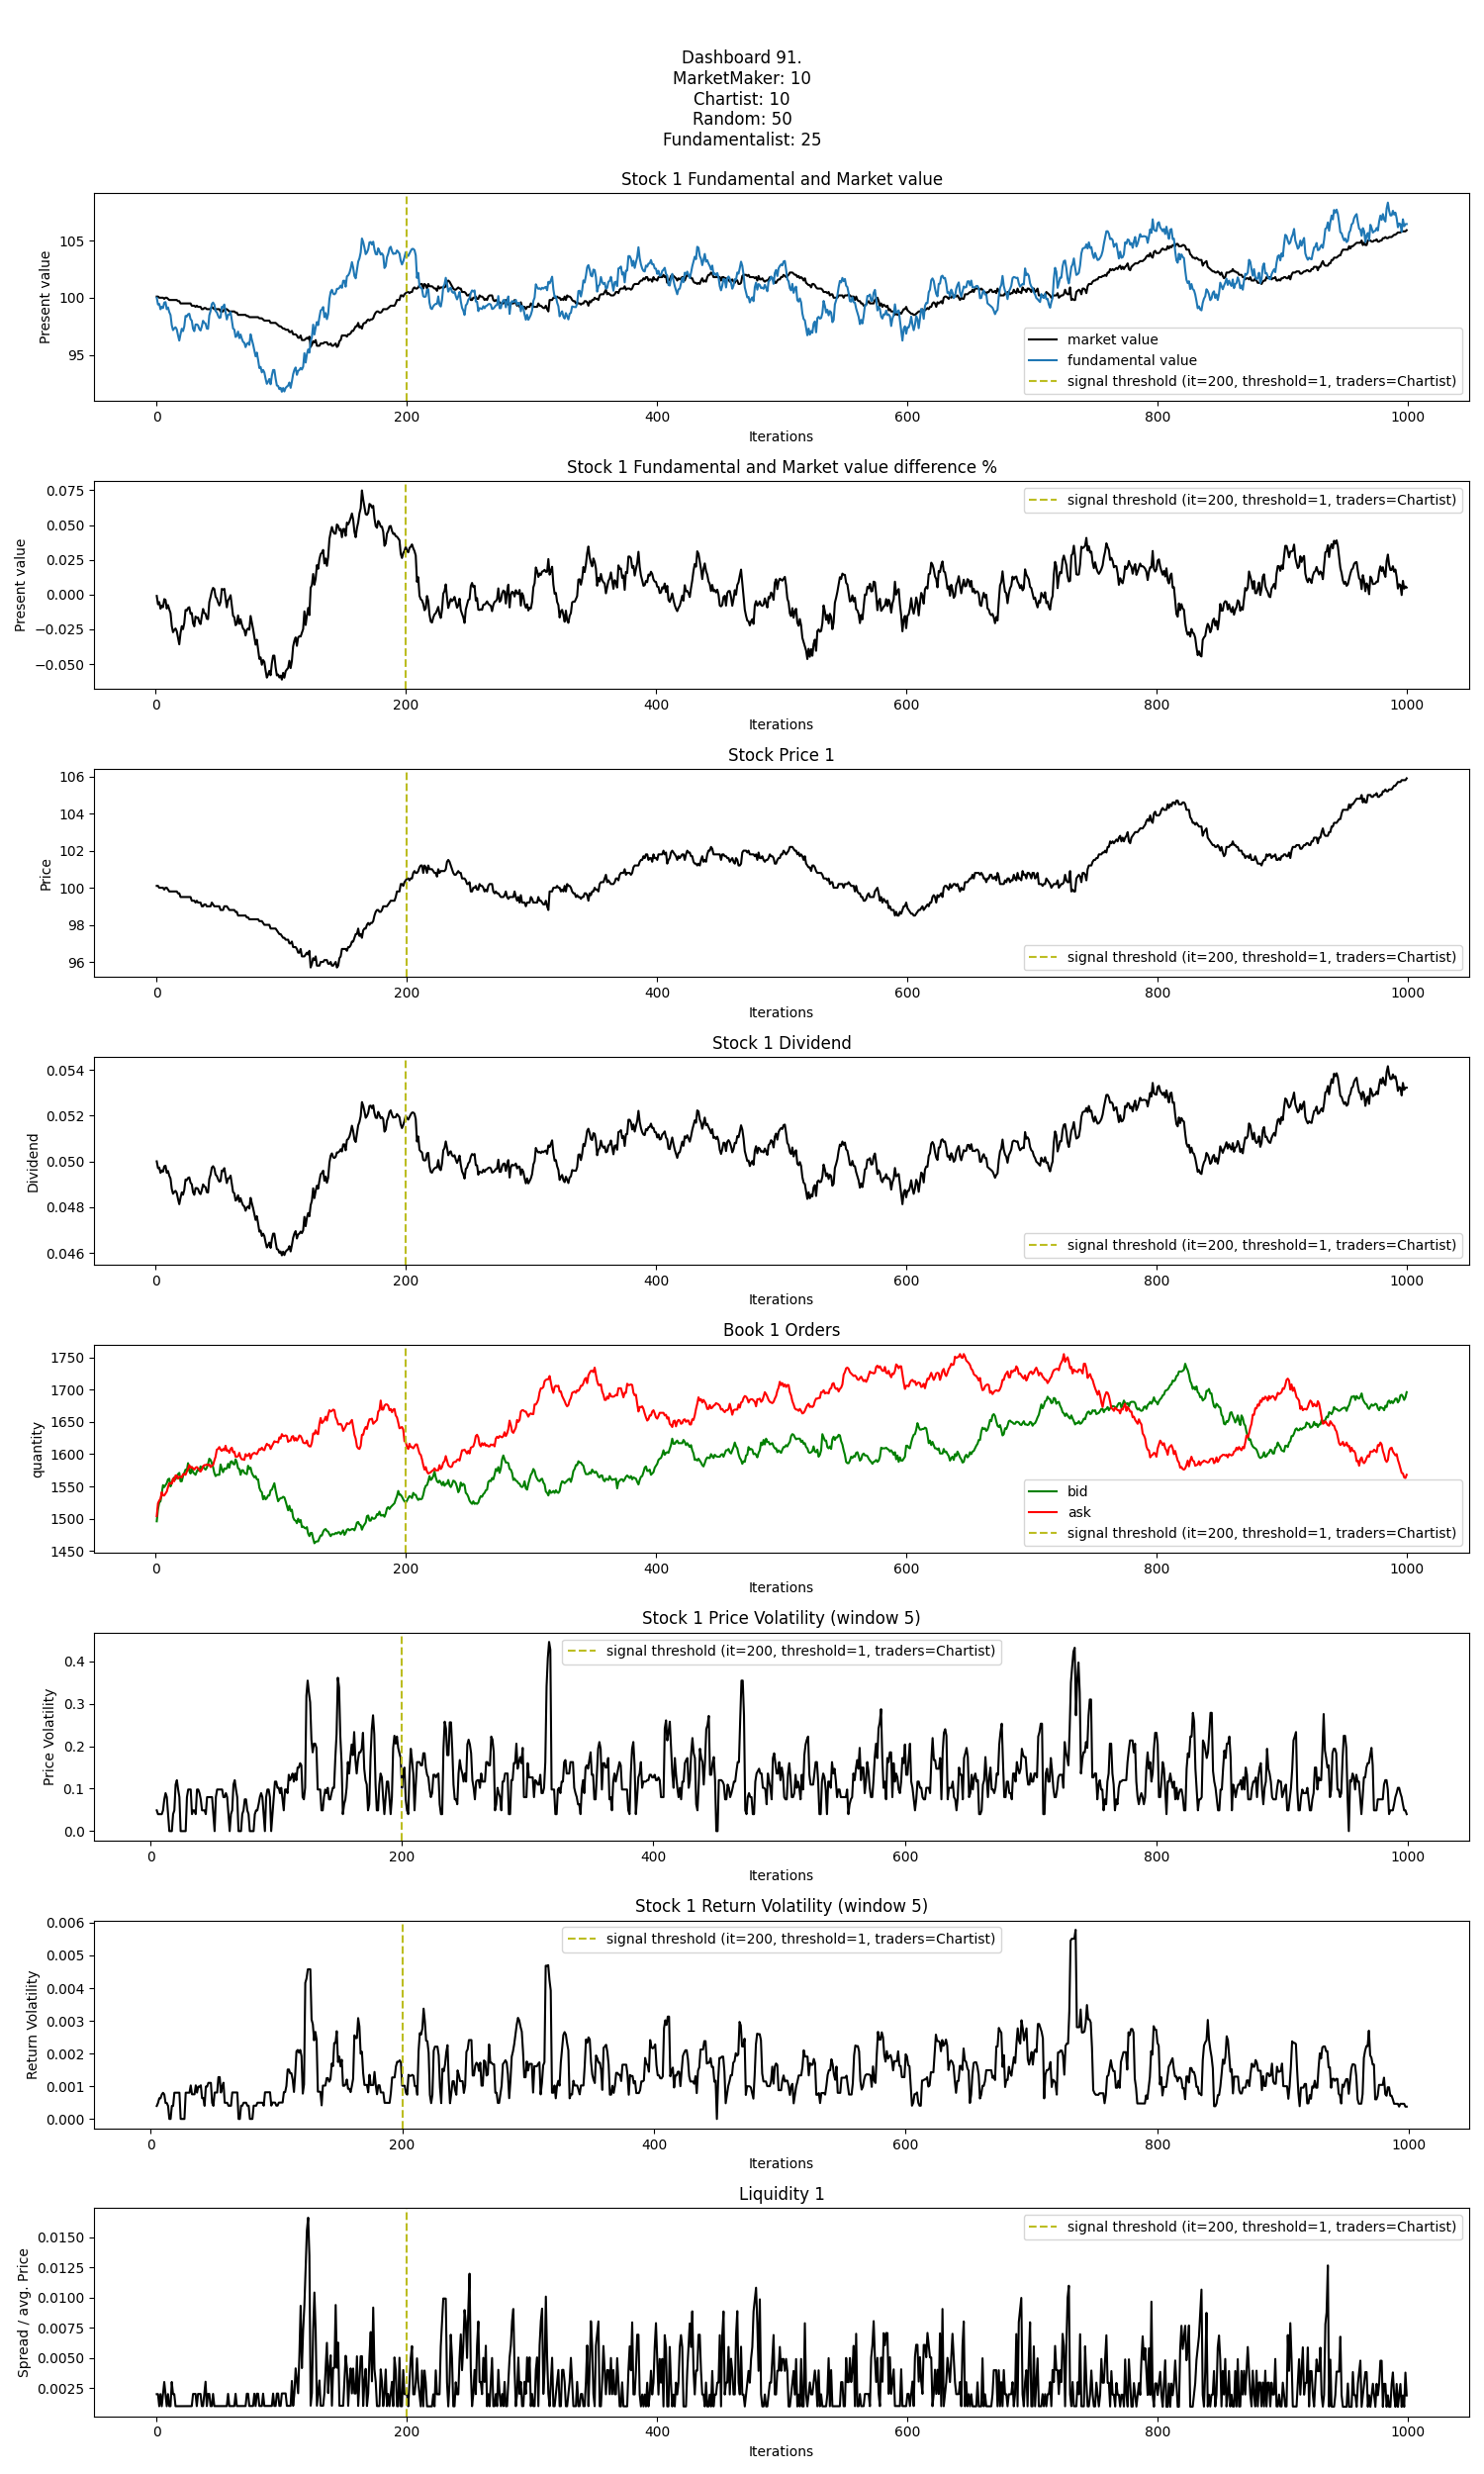 Dashboard 91.
MarketMaker: 10
Chartist: 10
Random: 50
Fundamentalist: 25
Stock 1 Fundamental and Market value
Present value
105
100
95
market value
fundamental value
signal threshold (it=200, threshold=1, traders=Chartist)
0 200 400 600 800 1000
Iterations
Stock 1 Fundamental and Market value difference %
Present value
0.075
0.050
0.025
0.000
−0.025
−0.050
signal threshold (it=200, threshold=1, traders=Chartist)
0 200 400 600 800 1000
Iterations
Stock Price 1
Price
106
104
102
100
98
96
signal threshold (it=200, threshold=1, traders=Chartist)
0 200 400 600 800 1000
Iterations
Stock 1 Dividend
Dividend
0.054
0.052
0.050
0.048
0.046
signal threshold (it=200, threshold=1, traders=Chartist)
0 200 400 600 800 1000
Iterations
Book 1 Orders
quantity
1750
1700
1650
1600
1550
1500
1450
bid
ask
signal threshold (it=200, threshold=1, traders=Chartist)
0 200 400 600 800 1000
Iterations
Stock 1 Price Volatility (window 5)
Price Volatility
0.4
0.3
0.2
0.1
0.0
signal threshold (it=200, threshold=1, traders=Chartist)
0 200 400 600 800 1000
Iterations
Stock 1 Return Volatility (window 5)
Return Volatility
0.006
0.005
0.004
0.003
0.002
0.001
0.000
signal threshold (it=200, threshold=1, traders=Chartist)
0 200 400 600 800 1000
Iterations
Liquidity 1
Spread / avg. Price
0.0150
0.0125
0.0100
0.0075
0.0050
0.0025
signal threshold (it=200, threshold=1, traders=Chartist)
0 200 400 600 800 1000
Iterations